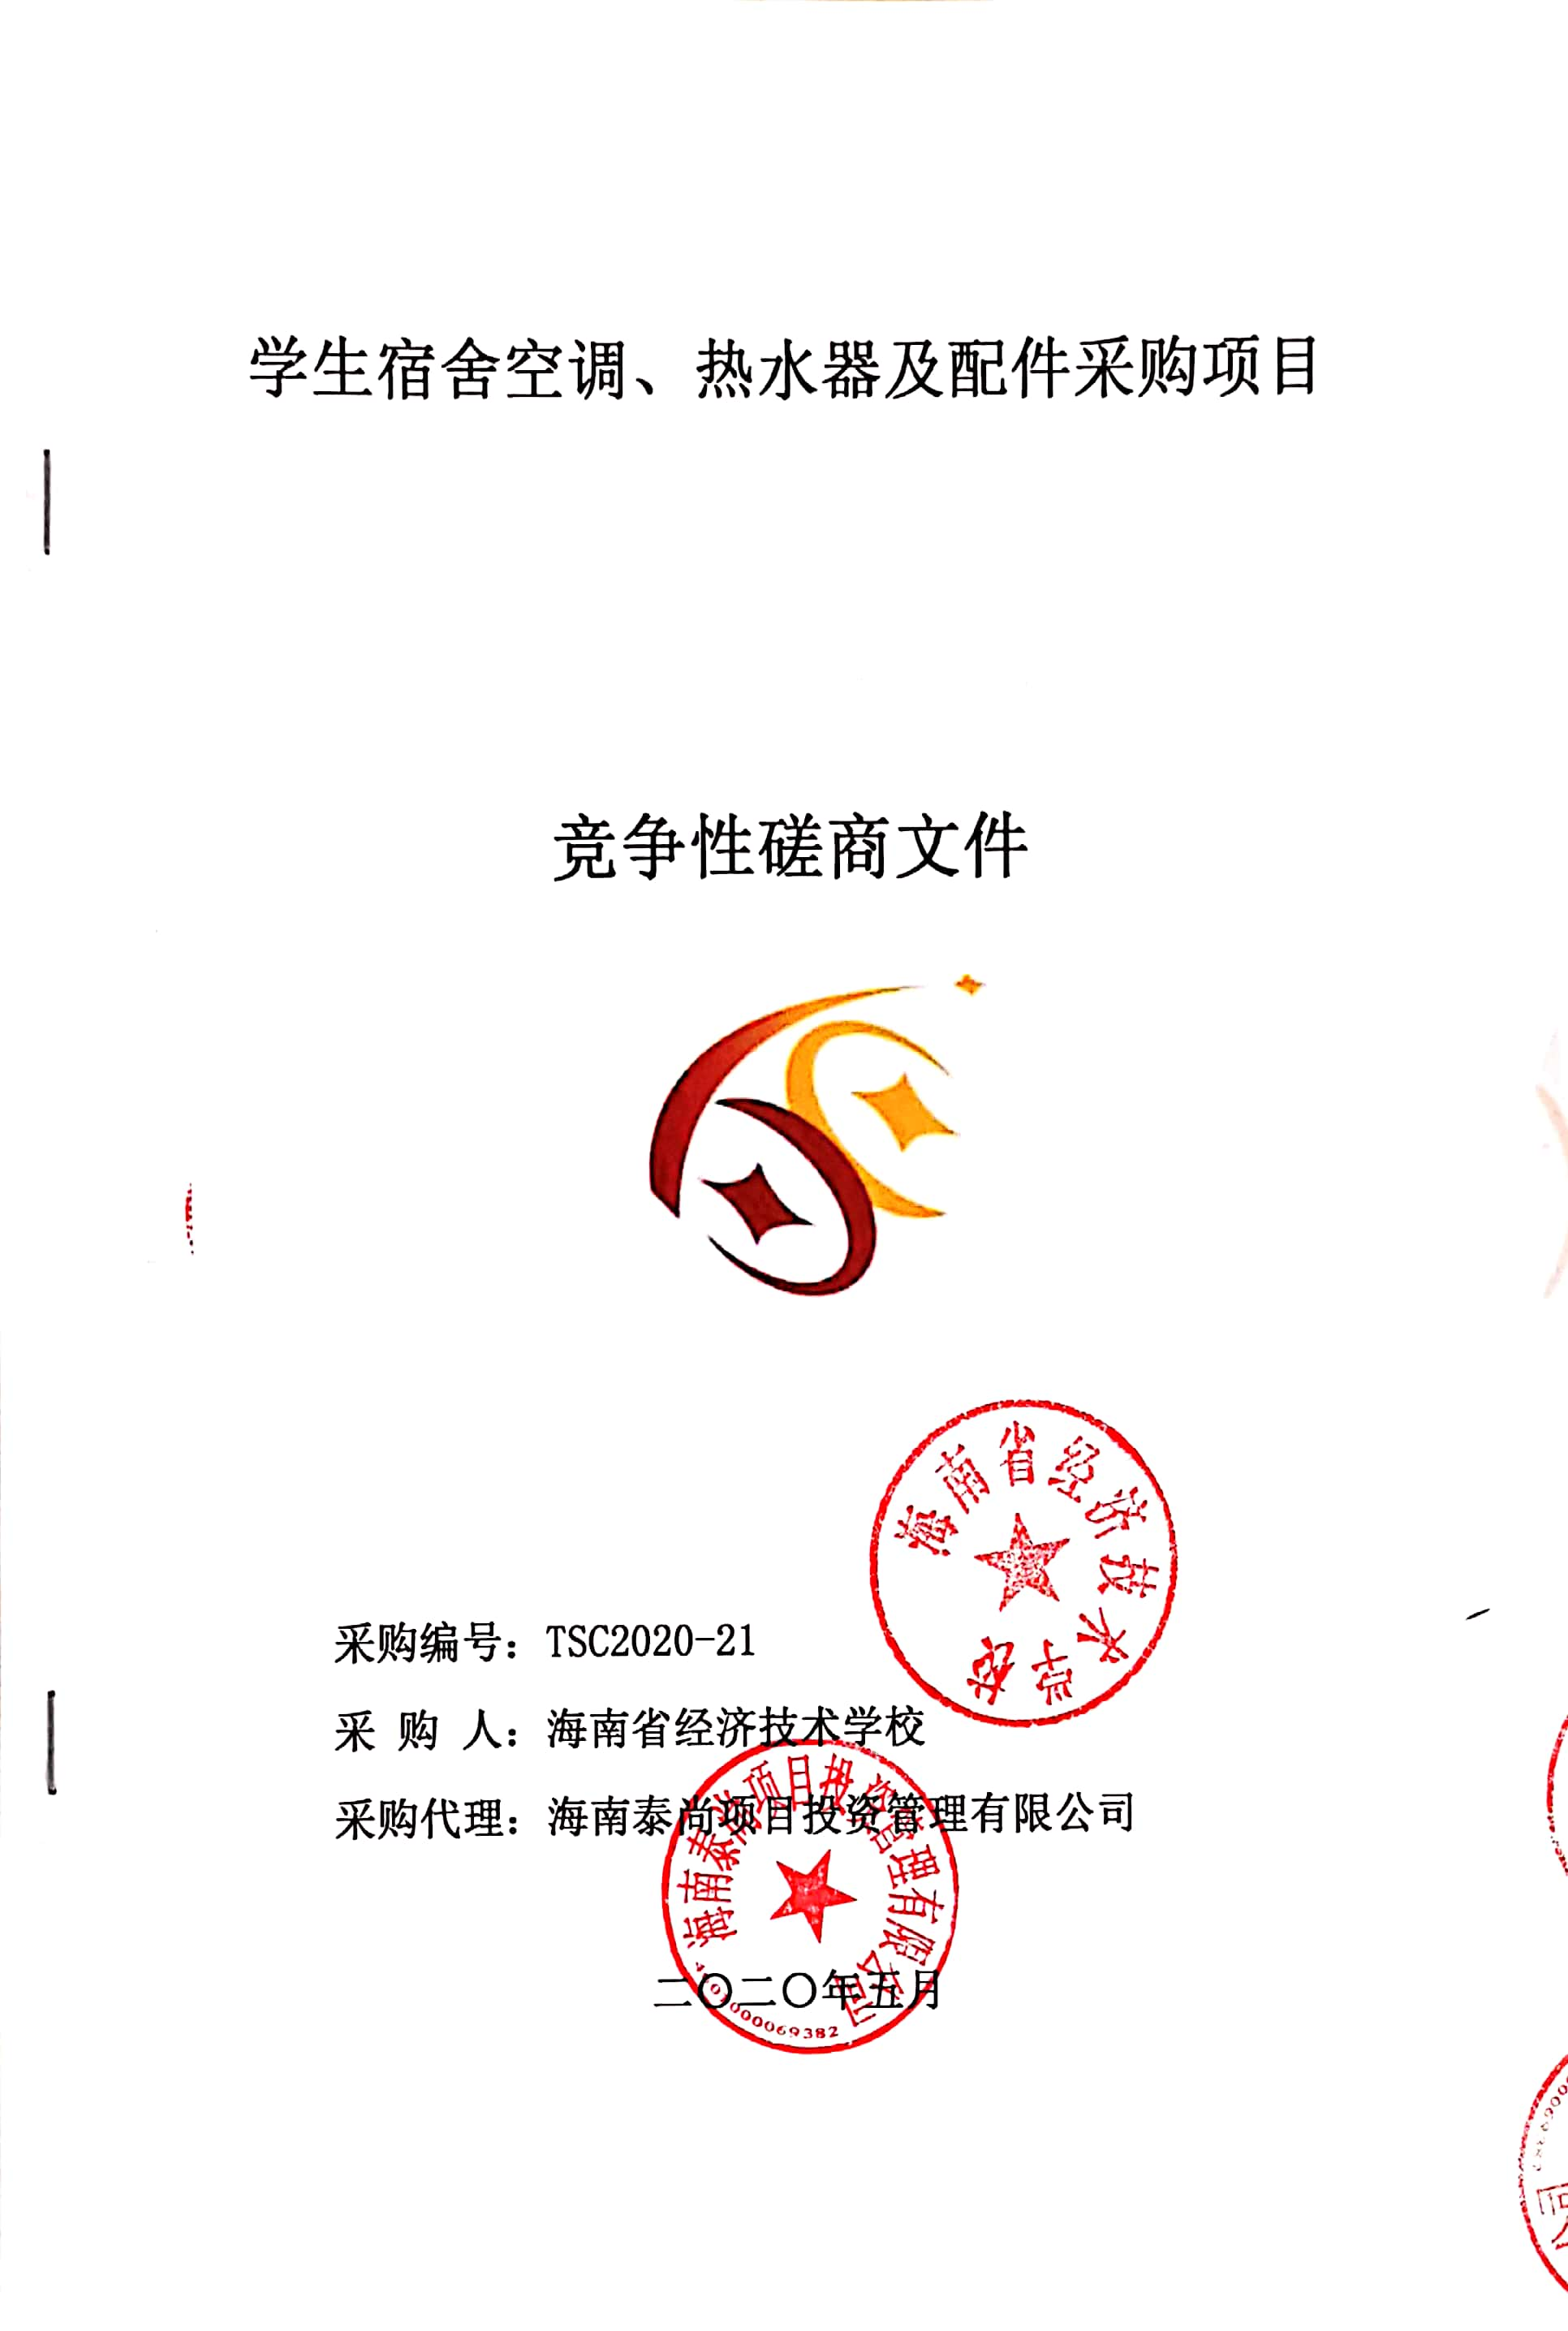 学生宿舍空调、热水器及配件采购项目
竞争性磋商文件
海南省经济技术学校
采购编号：TSC2020-21
采 购 人：海南省经济技术学校
采购代理：海南泰尚项目投资管理有限公司
海南泰尚项目投资管理有限公司
二〇二〇年五月